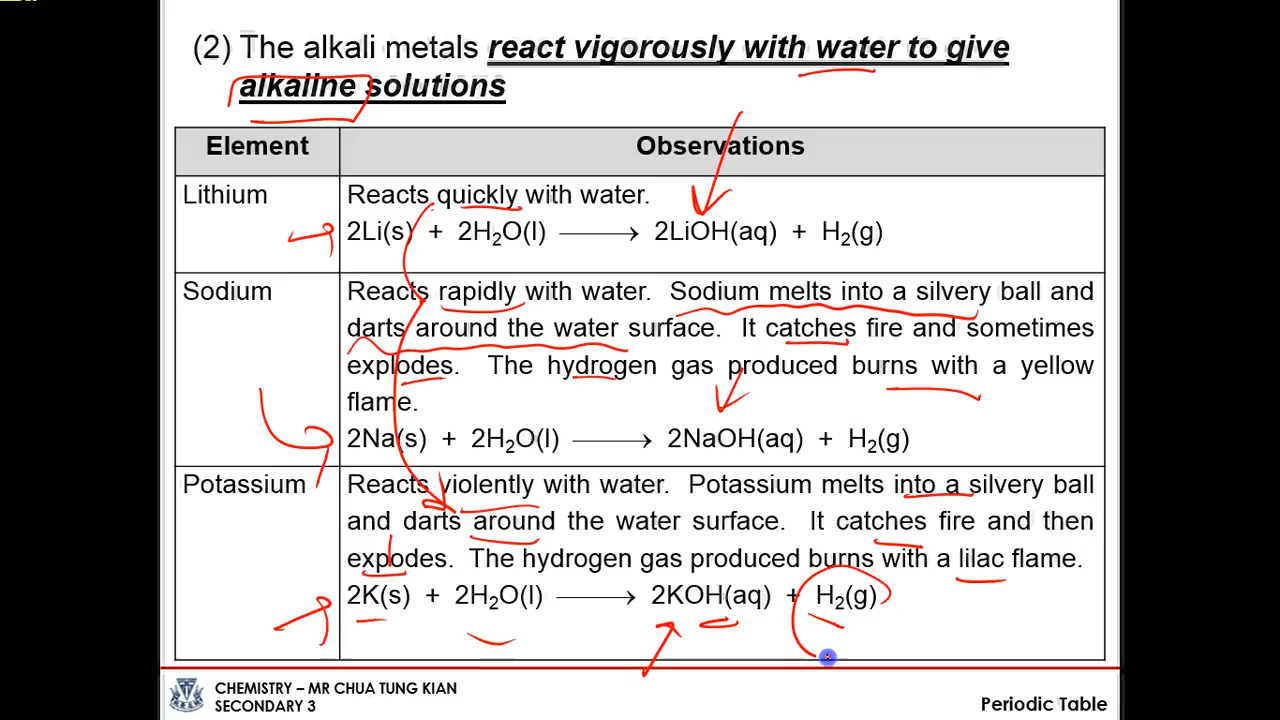 (2) The alkali metals react vigorously with water to give
alkaline solutions
Element
Observations
Lithium
Reacts quickly with water.
2Li(s) + 2H₂O(l) ⟶ 2LiOH(aq) + H₂(g)
Sodium
Reacts rapidly with water. Sodium melts into a silvery ball and
darts around the water surface. It catches fire and sometimes
explodes. The hydrogen gas produced burns with a yellow
flame.
2Na(s) + 2H₂O(l) ⟶ 2NaOH(aq) + H₂(g)
Potassium
Reacts violently with water. Potassium melts into a silvery ball
and darts around the water surface. It catches fire and then
expodes. The hydrogen gas produced burns with a lilac flame.
2K(s) + 2H₂O(l) ⟶ 2KOH(aq) + H₂(g)
CHEMISTRY – MR CHUA TUNG KIAN
SECONDARY 3
Periodic Table